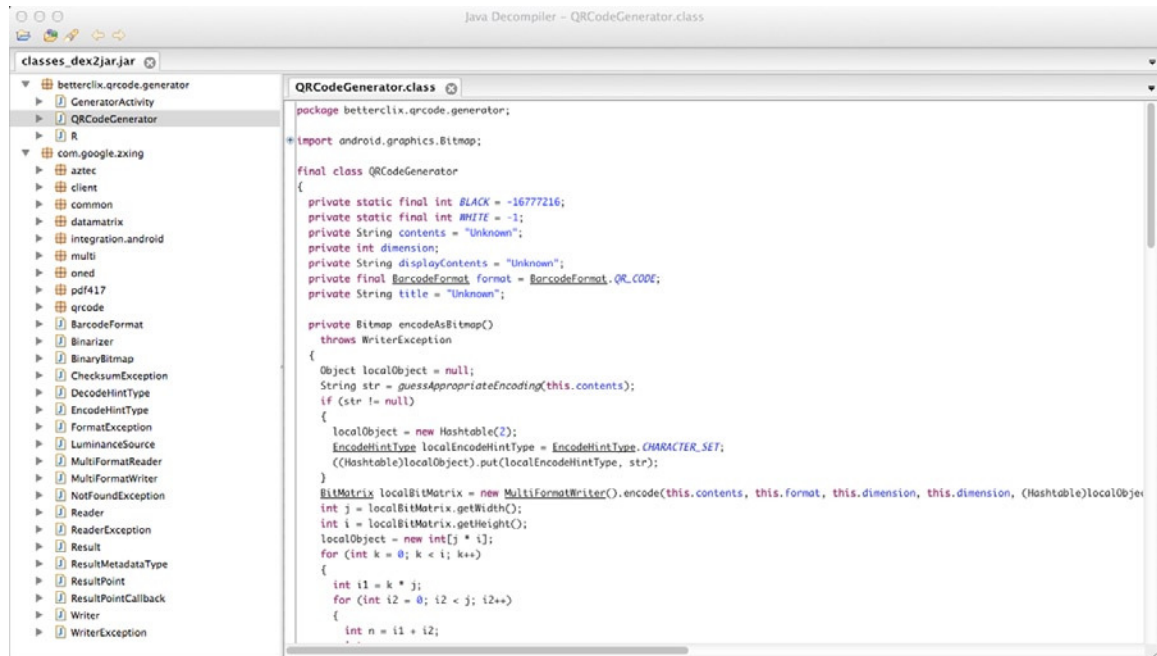 Java Decompiler - QRCodeGenerator.class
classes_dex2jar.jar
betterclix.qrcode.generator
GeneratorActivity
QRCodeGenerator
R
com.google.zxing
aztec
client
common
datamatrix
integration.android
multi
oned
pdf417
qrcode
BarcodeFormat
Binarizer
BinaryBitmap
ChecksumException
DecodeHintType
EncodeHintType
FormatException
LuminanceSource
MultiFormatReader
MultiFormatWriter
NotFoundException
Reader
ReaderException
Result
ResultMetadataType
ResultPoint
ResultPointCallback
Writer
WriterException
QRCodeGenerator.class
package betterclix.qrcode.generator;
import android.graphics.Bitmap;
final class QRCodeGenerator
{
private static final int BLACK = -16777216;
private static final int WHITE = -1;
private String contents = "Unknown";
private int dimension;
private String displayContents = "Unknown";
private final BarcodeFormat format = BarcodeFormat.QR_CODE;
private String title = "Unknown";
private Bitmap encodeAsBitmap()
throws WriterException
{
Object localObject = null;
String str = guessAppropriateEncoding(this.contents);
if (str != null)
{
localObject = new Hashtable(2);
EncodeHintType localEncodeHintType = EncodeHintType.CHARACTER_SET;
((Hashtable)localObject).put(localEncodeHintType, str);
}
BitMatrix localBitMatrix = new MultiFormatWriter().encode(this.contents, this.format, this.dimension, this.dimension, (Hashtable)localObje
int j = localBitMatrix.getWidth();
int i = localBitMatrix.getHeight();
localObject = new int[j * i];
for (int k = 0; k < i; k++)
{
int i1 = k * j;
for (int i2 = 0; i2 < j; i2++)
{
int n = i1 + i2;